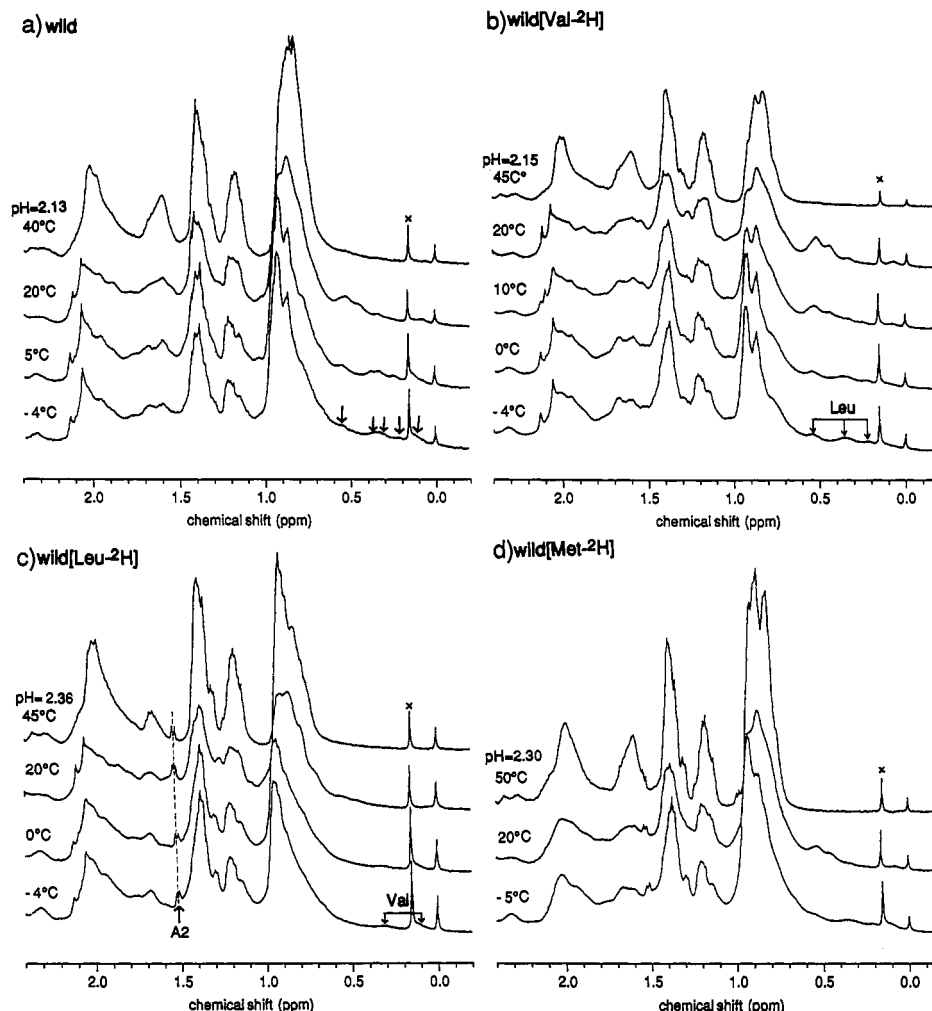 a) wild
pH=2.13
40°C
20°C
5°C
- 4°C
×
2.0 1.5 1.0 0.5 0.0
chemical shift (ppm)
b) wild[Val-²H]
pH=2.15
45C°
20°C
10°C
0°C
- 4°C
×
Leu
2.0 1.5 1.0 0.5 0.0
chemical shift (ppm)
c) wild[Leu-²H]
pH= 2.36
45°C
20°C
0°C
- 4°C
×
A2
Val
2.0 1.5 1.0 0.5 0.0
chemical shift (ppm)
d) wild[Met-²H]
pH=2.30
50°C
20°C
- 5°C
×
2.0 1.5 1.0 0.5 0.0
chemical shift (ppm)